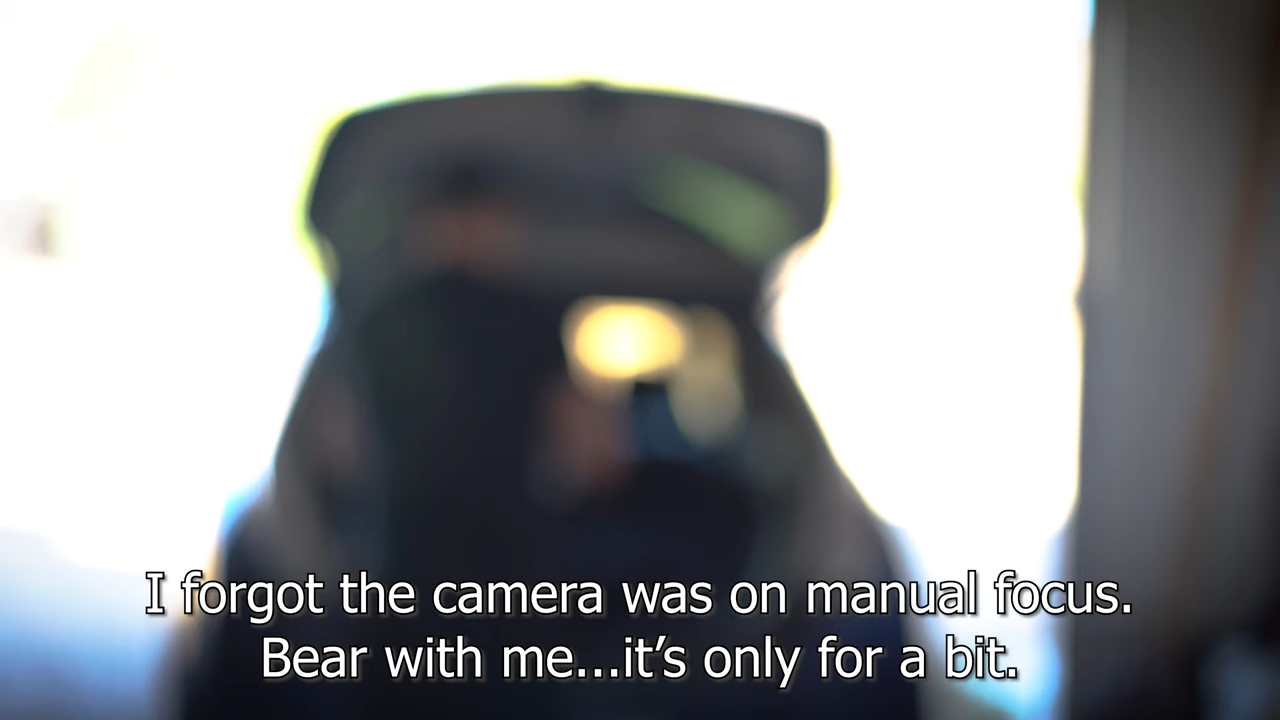 I forgot the camera was on manual focus.
Bear with me...it’s only for a bit.